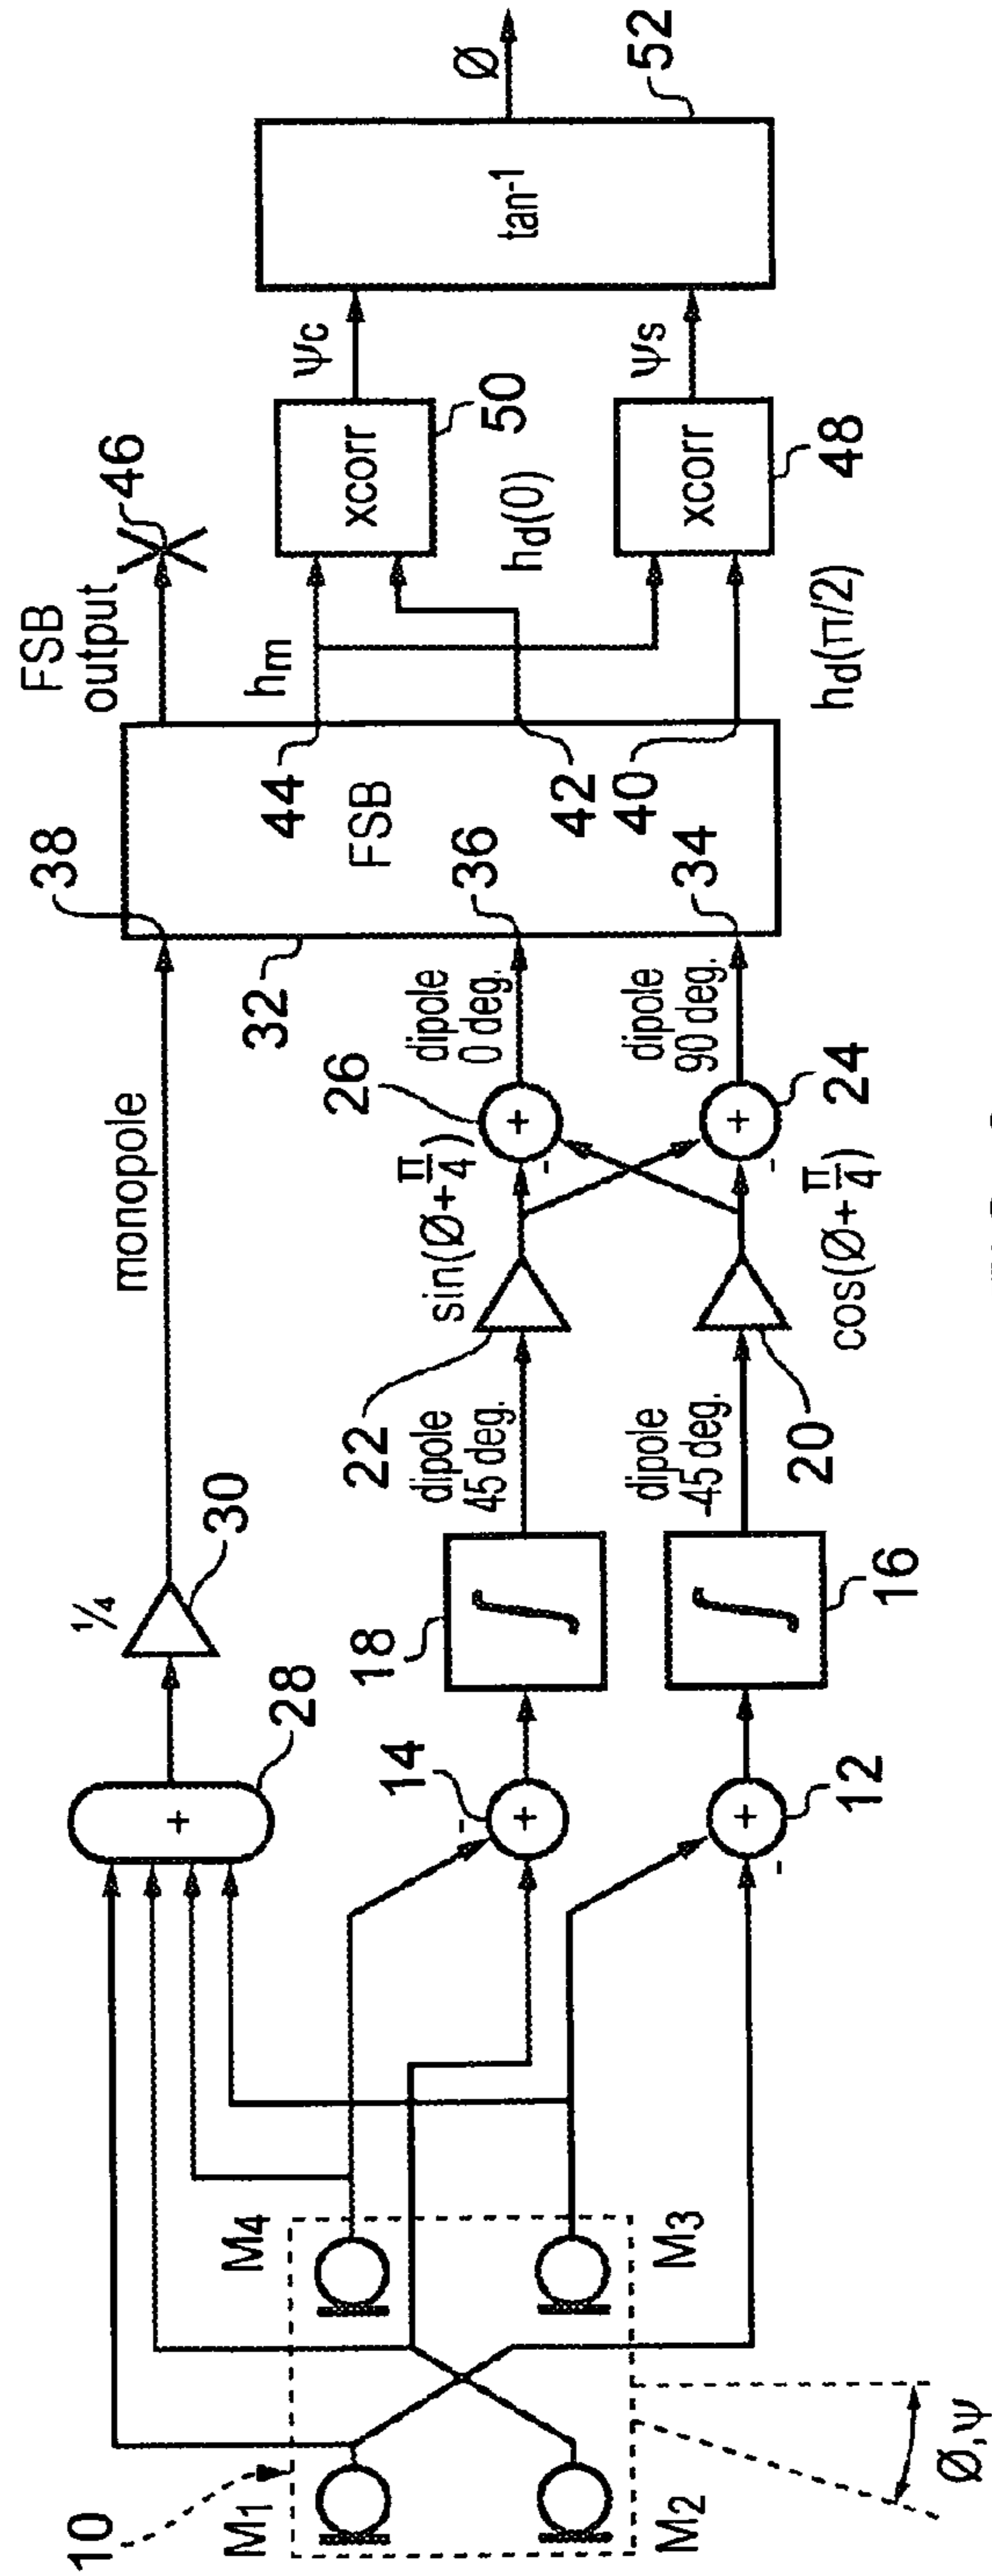 10
M1
M2
M4
M3
Ø,ψ
28
+
1/4
30
monopole
14
+
-
12
+
-
18
∫
16
∫
dipole
45 deg.
dipole
-45 deg.
22
20
sin(Ø+π/4)
cos(Ø+π/4)
26
+
-
24
+
-
dipole
0 deg.
dipole
90 deg.
32
38
36
34
FSB
44
42
40
FSB
output
46
hm
hd(0)
hd(π/2)
xcorr
50
xcorr
48
ψc
ψs
tan-1
52
Ø